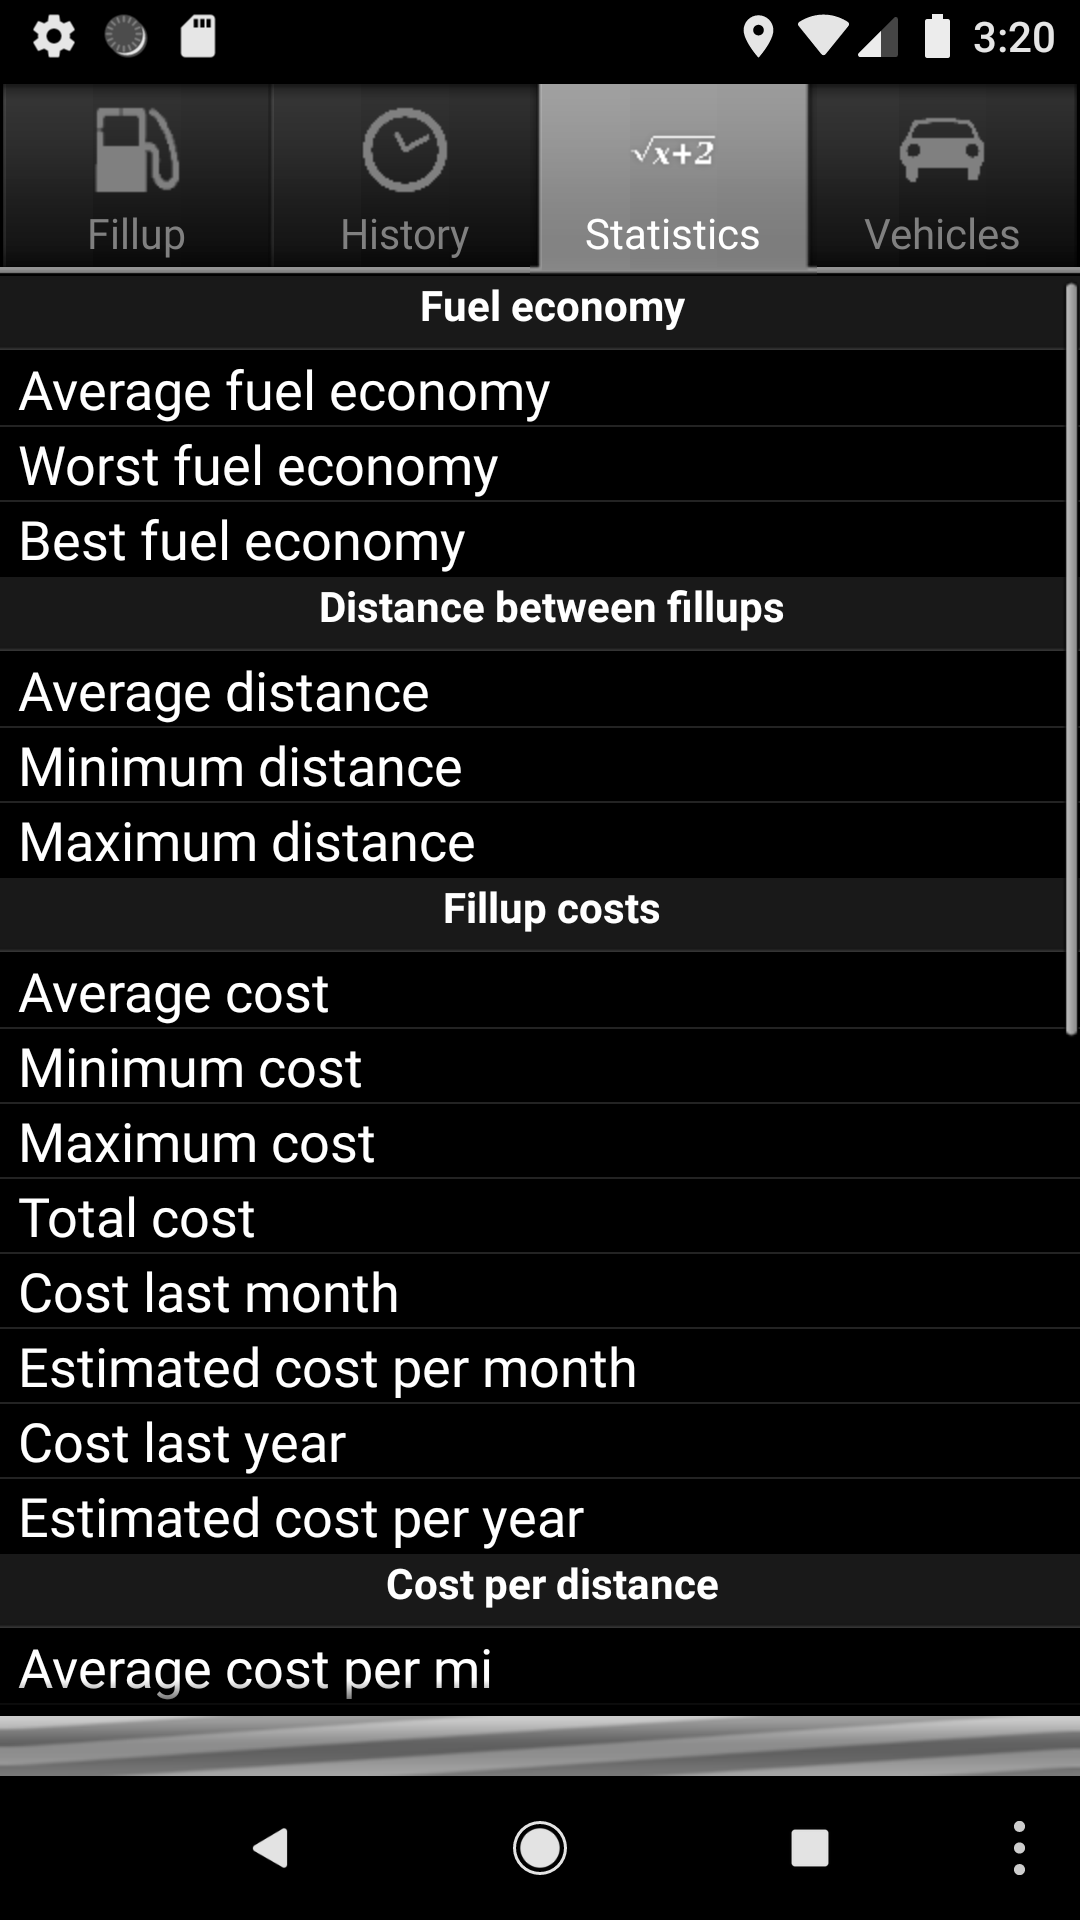 3:20
√x+2
Fillup
History
Statistics
Vehicles
Fuel economy
Average fuel economy
Worst fuel economy
Best fuel economy
Distance between fillups
Average distance
Minimum distance
Maximum distance
Fillup costs
Average cost
Minimum cost
Maximum cost
Total cost
Cost last month
Estimated cost per month
Cost last year
Estimated cost per year
Cost per distance
Average cost per mi